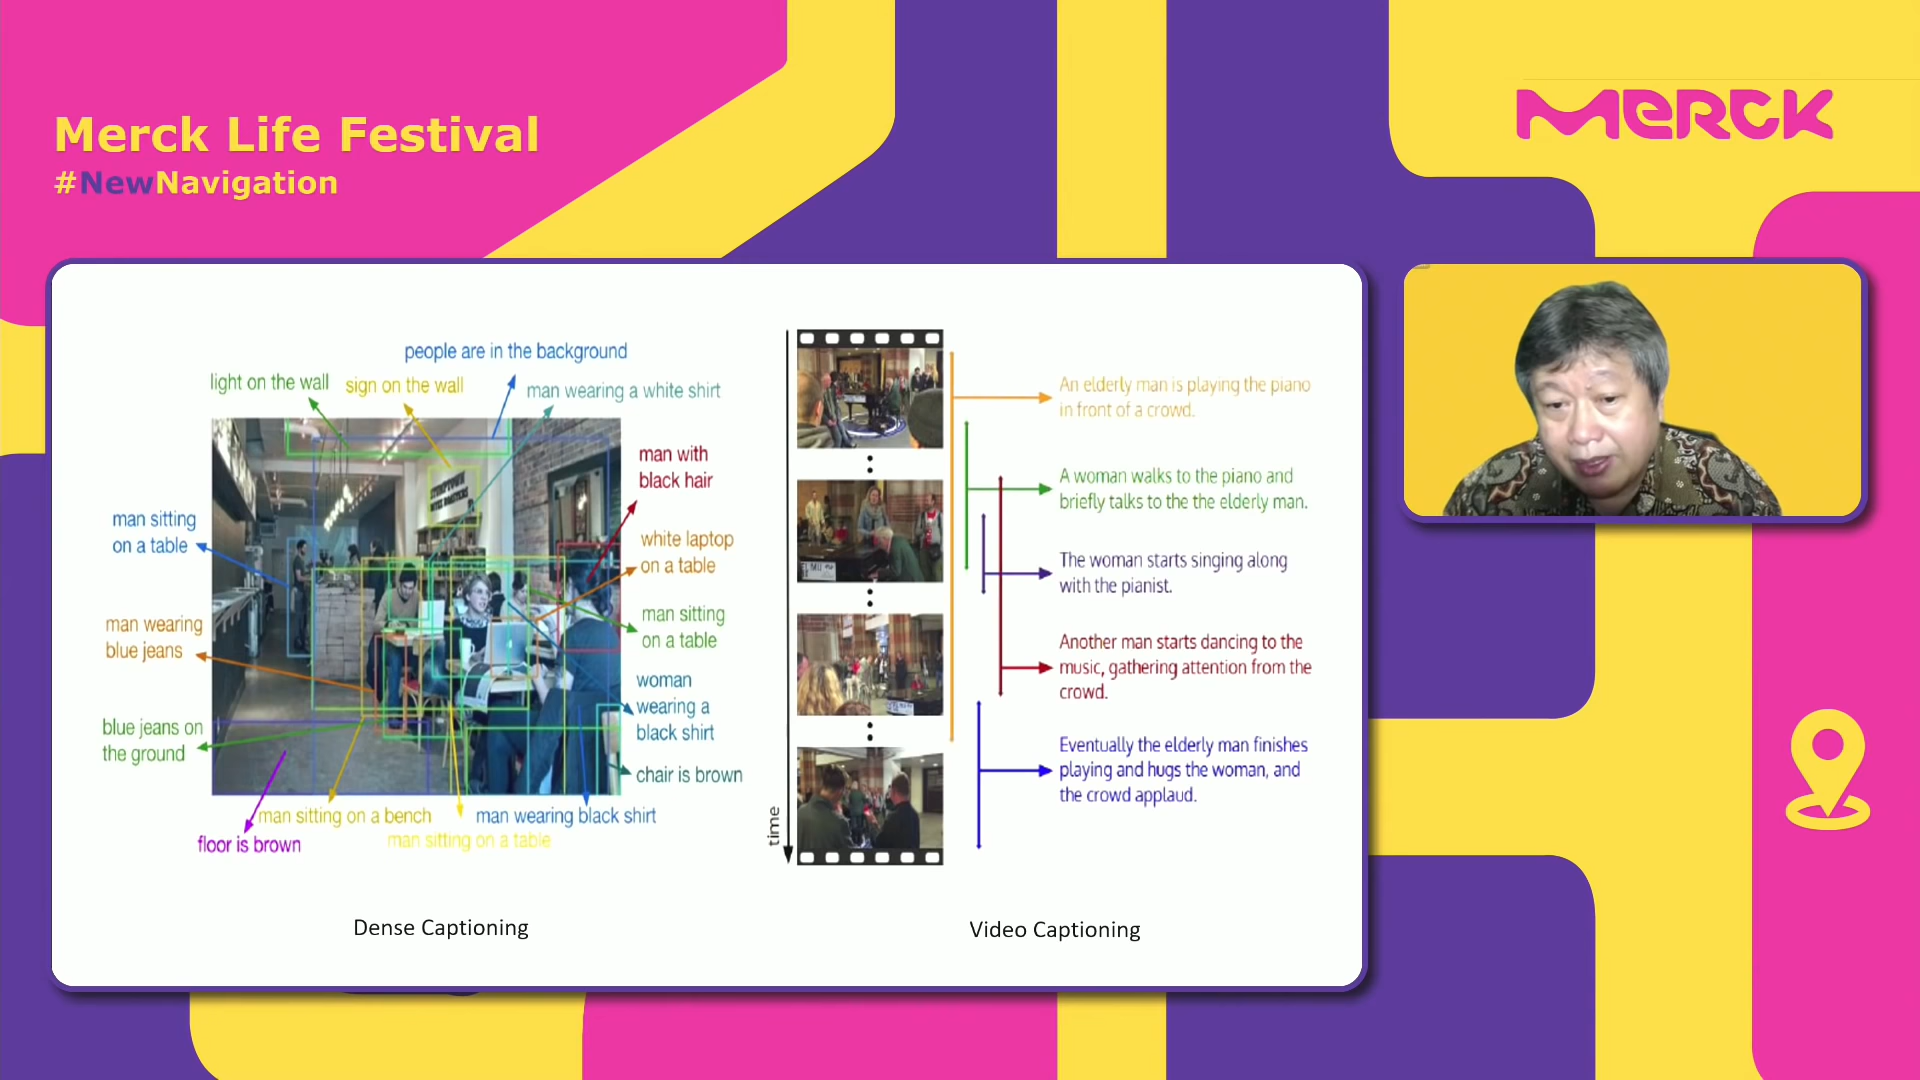 Merck Life Festival
#NewNavigation
MERCK
people are in the background
light on the wall
sign on the wall
man wearing a white shirt
man with
black hair
man sitting
on a table
white laptop
on a table
man wearing
blue jeans
man sitting
on a table
woman
wearing a
black shirt
blue jeans on
the ground
chair is brown
man sitting on a bench
man wearing black shirt
floor is brown
man sitting on a table
Dense Captioning
time
An elderly man is playing the piano
in front of a crowd.
A woman walks to the piano and
briefly talks to the the elderly man.
The woman starts singing along
with the pianist.
Another man starts dancing to the
music, gathering attention from the
crowd.
Eventually the elderly man finishes
playing and hugs the woman, and
the crowd applaud.
Video Captioning